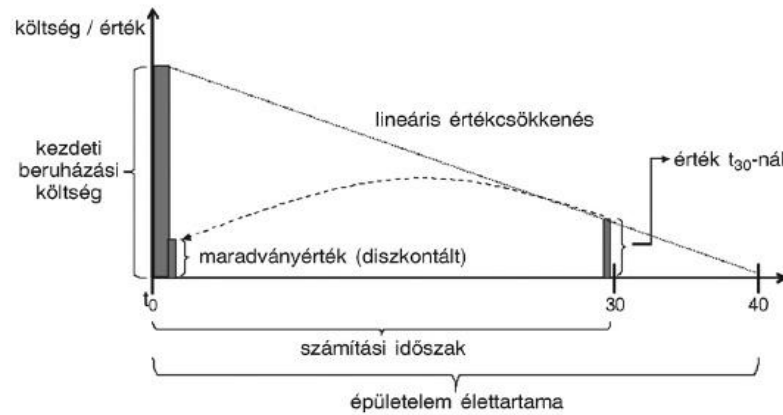 költség / érték
lineáris értékcsökkenés
kezdeti
beruházási
költség
érték t30-nál
maradványérték (diszkontált)
t0
30
40
számítási időszak
épületelem élettartama